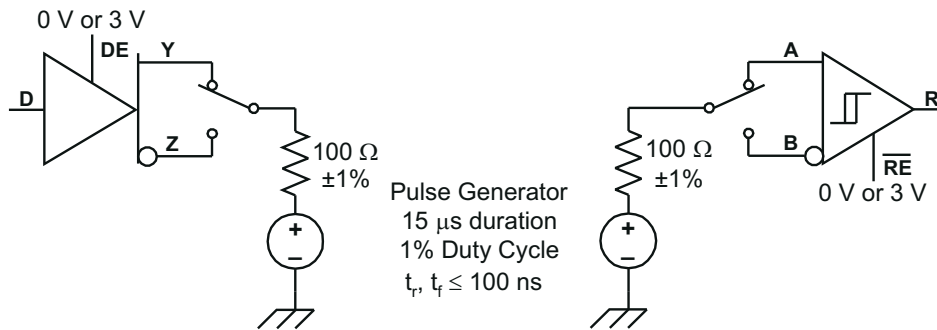 0 V or 3 V
DE
Y
D
Z
100 Ω
±1%
+
–
Pulse Generator
15 μs duration
1% Duty Cycle
tr, tf ≤ 100 ns
A
R
B
100 Ω
±1%
RE
0 V or 3 V
+
–